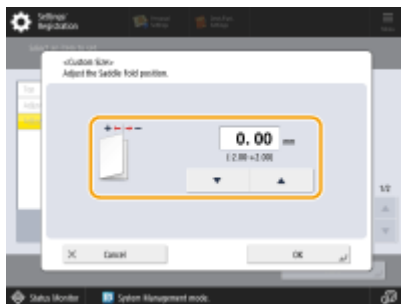 Settings/
Registration
<Custom Size>
Adjust the Saddle Fold position.
+ -
0.00 mm
(-2.00-+2.00)
▼ ▲
1/2
× Cancel
OK
Status Monitor
System Management mode.